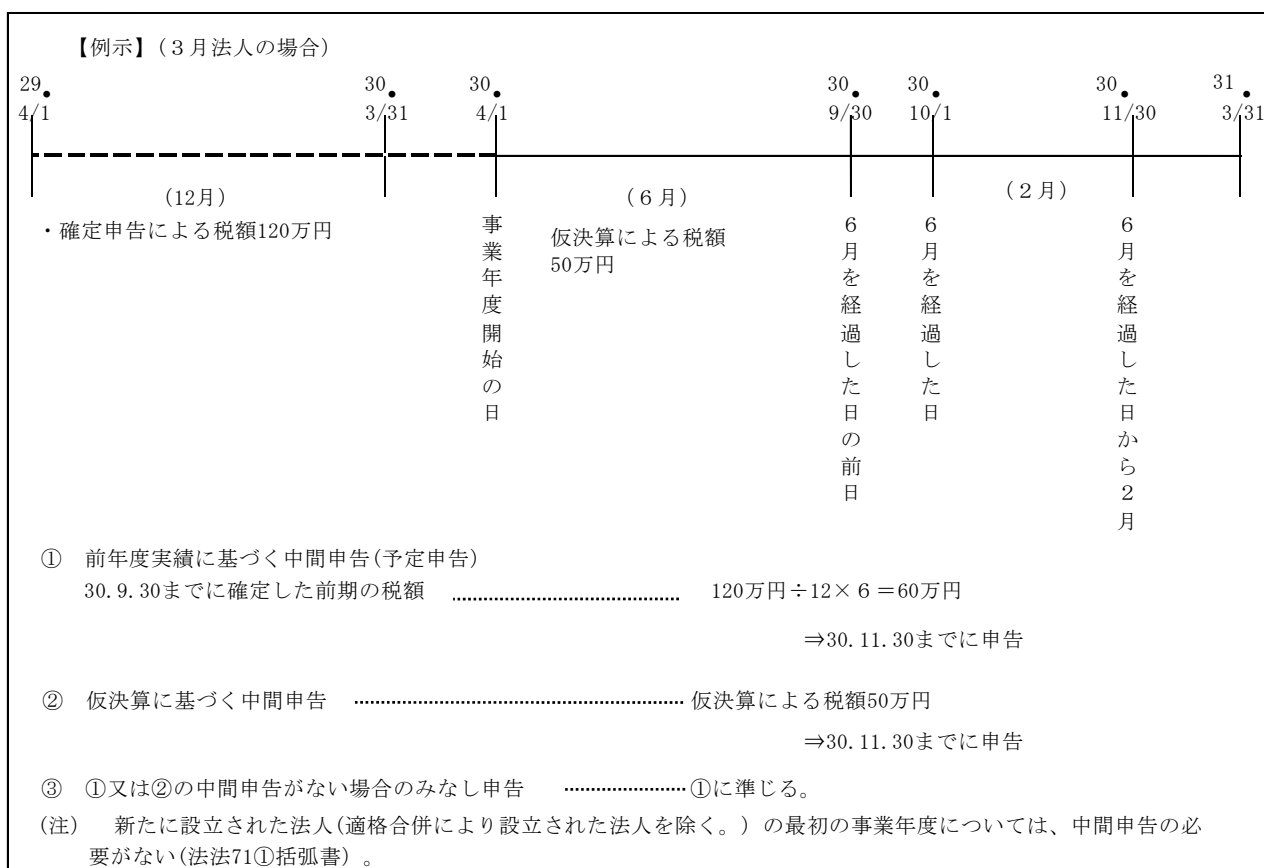 【例示】(３月法人の場合)
29. 30. 30. 30. 30. 30. 31.
4/1 3/31 4/1 9/30 10/1 11/30 3/31
(12月) (６月) (２月)
・確定申告による税額120万円
事業年度開始の日
仮決算による税額
50万円
６月を経過した日の前日
６月を経過した日
６月を経過した日から２月
① 前年度実績に基づく中間申告(予定申告)
30.9.30までに確定した前期の税額 ……………………………… 120万円÷12×６＝60万円
⇒30.11.30までに申告
② 仮決算に基づく中間申告 ……………………………………………… 仮決算による税額50万円
⇒30.11.30までに申告
③ ①又は②の中間申告がない場合のみなし申告 ………………… ①に準じる。
(注) 新たに設立された法人(適格合併により設立された法人を除く。) の最初の事業年度については、中間申告の必
要がない(法法71①括弧書) 。